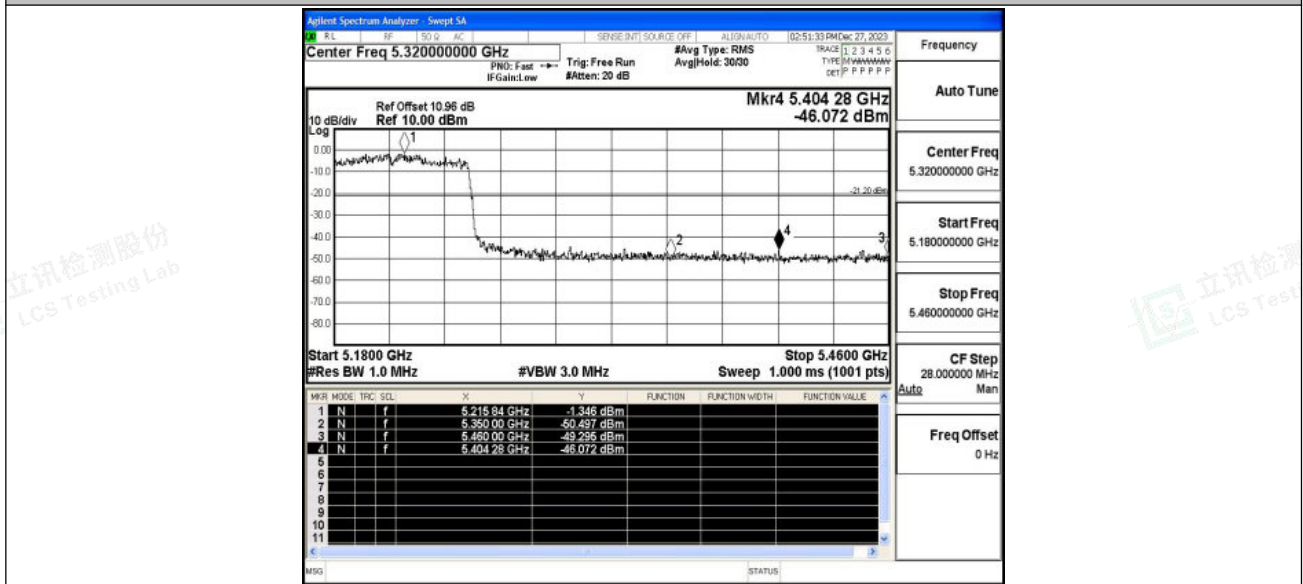 Agilent Spectrum Analyzer - Swept SA
RL RF 50 Ω AC SENSE:INT SOURCE OFF ALIGN AUTO 02:51:33 PM Dec 27, 2023
Center Freq 5.320000000 GHz
PNO: Fast
IFGain:Low
Trig: Free Run
#Atten: 20 dB
#Avg Type: RMS
Avg|Hold: 30/30
TRACE 1 2 3 4 5 6
TYPE M
DET P P P P P P
Frequency
Auto Tune
Mkr4 5.404 28 GHz
-46.072 dBm
Ref Offset 10.96 dB
10 dB/div Ref 10.00 dBm
Log
0.00
-10.0
-20.0
-30.0
-40.0
-50.0
-60.0
-70.0
-80.0
1
-21.20 dBm
2
4
3
Center Freq
5.320000000 GHz
Start Freq
5.180000000 GHz
Stop Freq
5.460000000 GHz
Start 5.1800 GHz Stop 5.4600 GHz
#Res BW 1.0 MHz #VBW 3.0 MHz Sweep 1.000 ms (1001 pts)
CF Step
28.000000 MHz
Auto Man
Freq Offset
0 Hz
MKR MODE TRC SCL X Y FUNCTION FUNCTION WIDTH FUNCTION VALUE
1 N f 5.215 84 GHz -1.346 dBm
2 N f 5.350 00 GHz -50.497 dBm
3 N f 5.460 00 GHz -49.295 dBm
4 N f 5.404 28 GHz -46.072 dBm
5
6
7
8
9
10
11
MSG STATUS
立讯检测股份
LCS Testing Lab
立讯检测
LCS Test